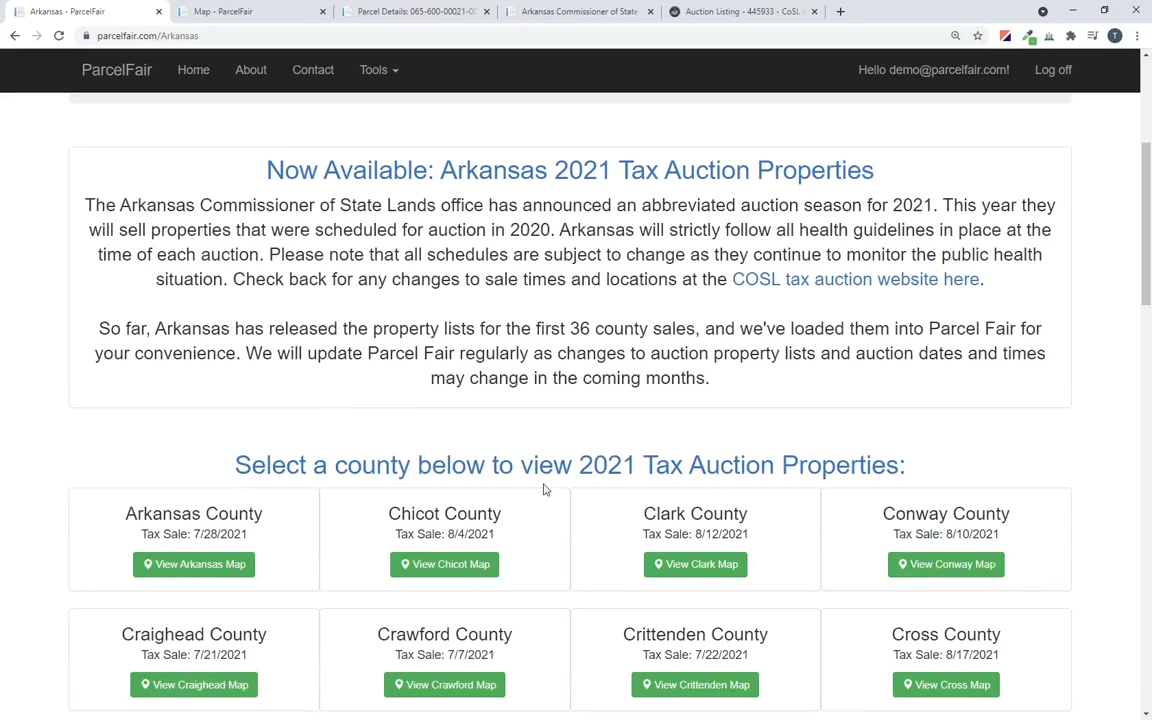 Arkansas - ParcelFair
Map - ParcelFair
Parcel Details: 065-600-00021-00
Arkansas Commissioner of State
Auction Listing - 445933 - CoSL
parcelfair.com/Arkansas
T
ParcelFair
Home
About
Contact
Tools
Hello demo@parcelfair.com!
Log off
Now Available: Arkansas 2021 Tax Auction Properties
The Arkansas Commissioner of State Lands office has announced an abbreviated auction season for 2021. This year they
will sell properties that were scheduled for auction in 2020. Arkansas will strictly follow all health guidelines in place at the
time of each auction. Please note that all schedules are subject to change as they continue to monitor the public health
situation. Check back for any changes to sale times and locations at the COSL tax auction website here.
So far, Arkansas has released the property lists for the first 36 county sales, and we've loaded them into Parcel Fair for
your convenience. We will update Parcel Fair regularly as changes to auction property lists and auction dates and times
may change in the coming months.
Select a county below to view 2021 Tax Auction Properties:
Arkansas County
Tax Sale: 7/28/2021
View Arkansas Map
Chicot County
Tax Sale: 8/4/2021
View Chicot Map
Clark County
Tax Sale: 8/12/2021
View Clark Map
Conway County
Tax Sale: 8/10/2021
View Conway Map
Craighead County
Tax Sale: 7/21/2021
View Craighead Map
Crawford County
Tax Sale: 7/7/2021
View Crawford Map
Crittenden County
Tax Sale: 7/22/2021
View Crittenden Map
Cross County
Tax Sale: 8/17/2021
View Cross Map